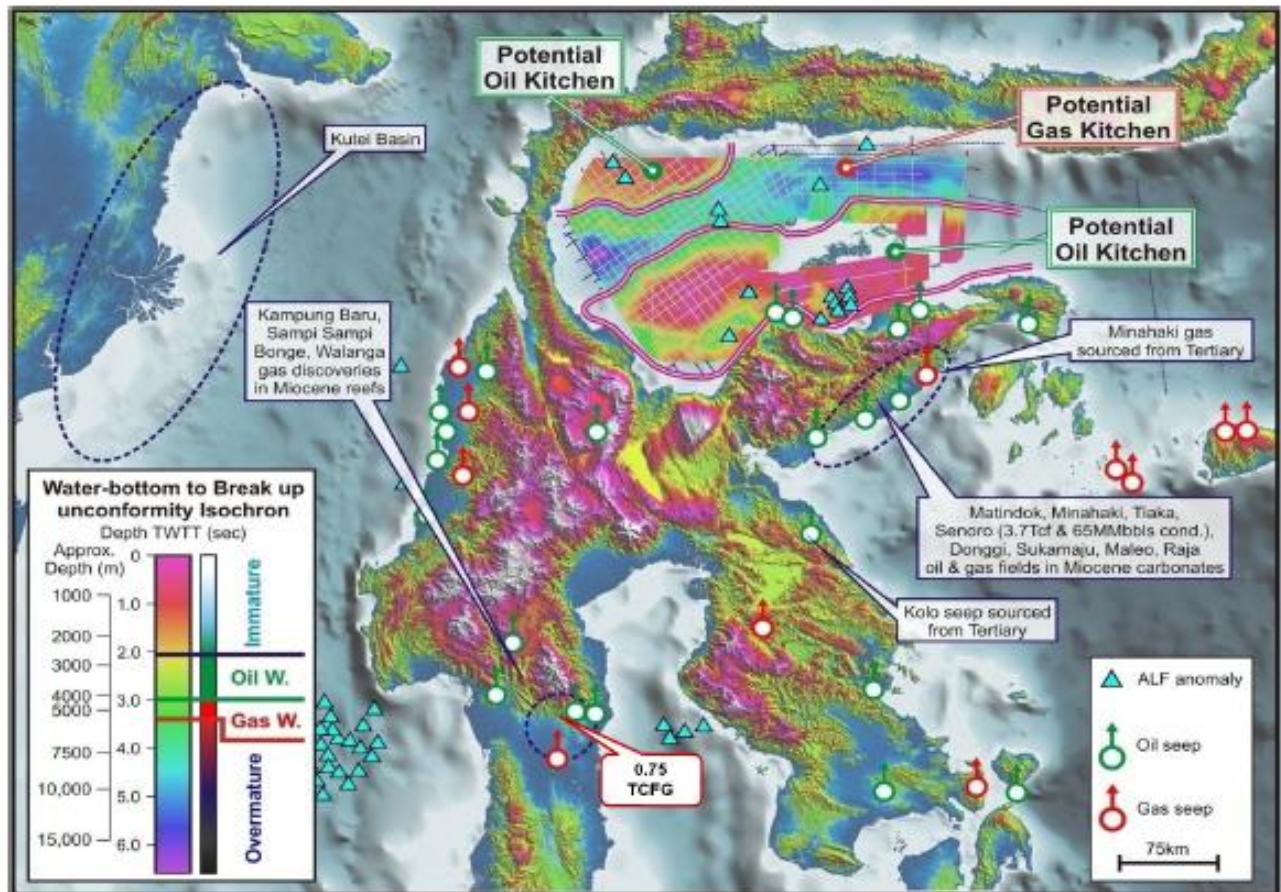 Potential
Oil Kitchen
Potential
Gas Kitchen
Kutei Basin
Potential
Oil Kitchen
Kampung Baru,
Sampi Sampi
Bonge, Walanga
gas discoveries
in Miocene reefs
Minahaki gas
sourced from Tertiary
Matindok, Minahaki, Tiaka,
Senoro (3.7Tcf & 65MMbbls cond.),
Donggi, Sukamaju, Maleo, Raja
oil & gas fields in Miocene carbonates
Kolo seep sourced
from Tertiary
0.75
TCFG
Water-bottom to Break up
unconformity Isochron
Depth TWTT (sec)
Approx.
Depth (m)
0
1000
1.0
2000
2.0
3000
3.0
4000
5000
4.0
7500
5.0
10,000
6.0
15,000
Immature
Oil W.
Gas W.
Overmature
ALF anomaly
Oil seep
Gas seep
75km